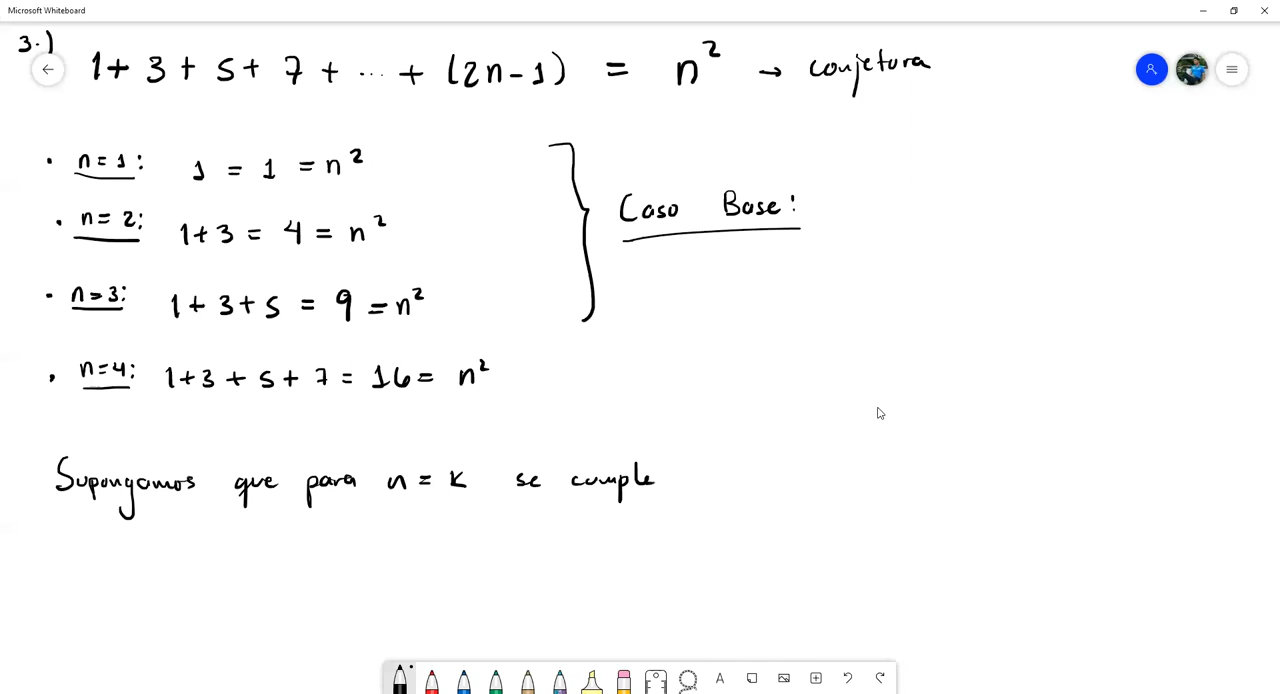 Microsoft Whiteboard
3.)
1 + 3 + 5 + 7 + ... + (2n - 1) = n² → conjetura
• n = 1: 1 = 1 = n²
• n = 2: 1 + 3 = 4 = n²
Caso Base:
• n = 3: 1 + 3 + 5 = 9 = n²
• n = 4: 1 + 3 + 5 + 7 = 16 = n²
Supongamos que para n = k se cumple
A